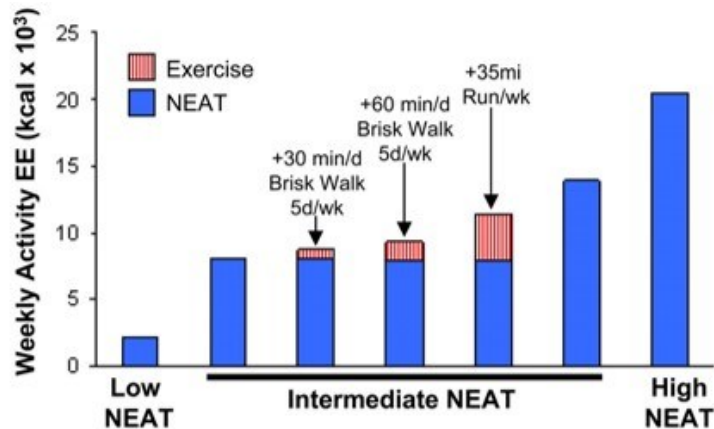 Weekly Activity EE (kcal x 10³)
25
20
15
10
5
0
Exercise
NEAT
+30 min/d
Brisk Walk
5d/wk
+60 min/d
Brisk Walk
5d/wk
+35mi
Run/wk
Low
NEAT
Intermediate NEAT
High
NEAT